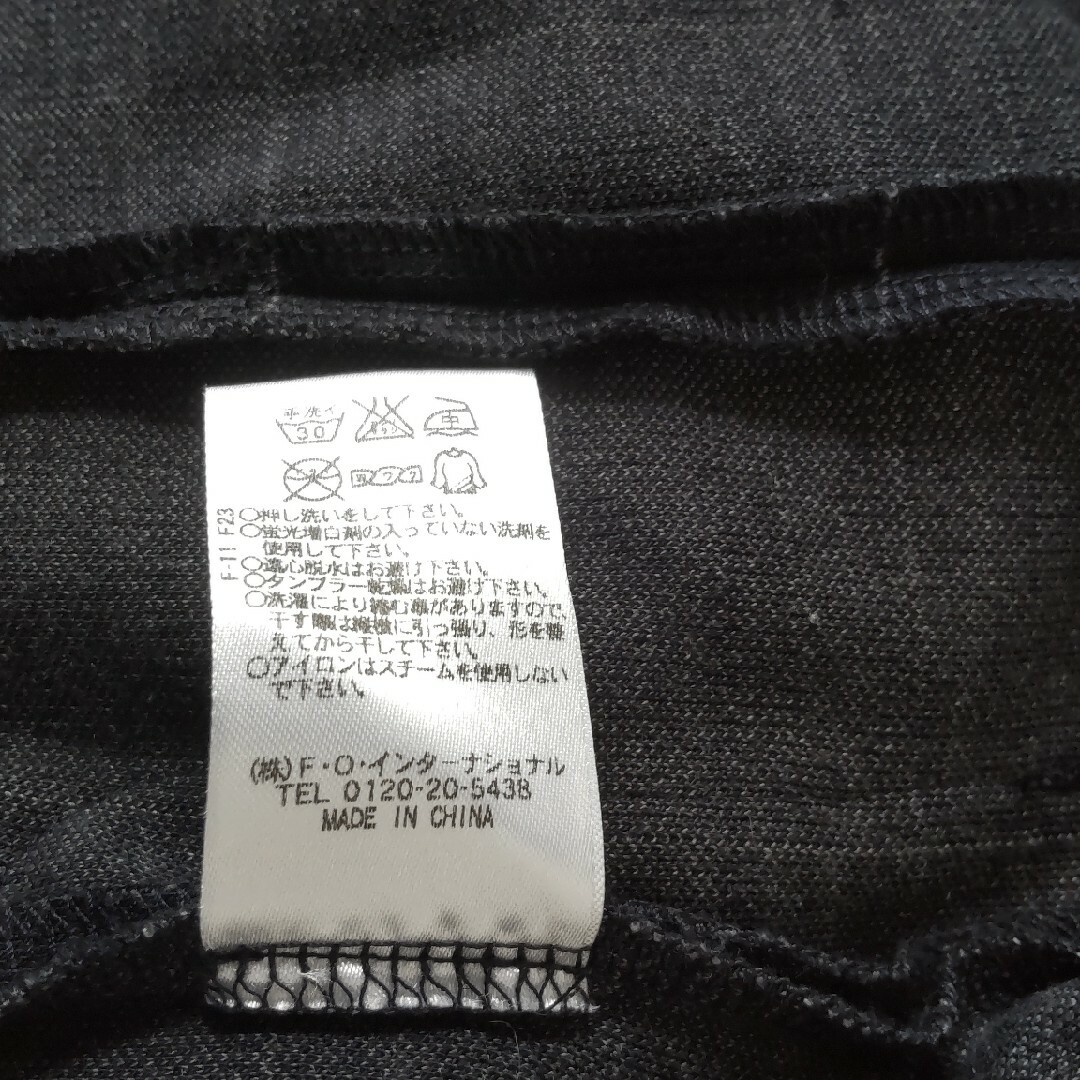 手洗イ
30
中
F-11 F23
○押し洗いをして下さい。
○蛍光増白剤の入っていない洗剤を
使用して下さい。
○遠心脱水はお避け下さい。
○タンブラー乾燥はお避け下さい。
○洗濯により縮む事がありますので、
干す際は縦横に引っ張り、形を整
えてから干して下さい。
○アイロンはスチームを使用しない
で下さい。
(株)F・O・インターナショナル
TEL 0120-20-5438
MADE IN CHINA